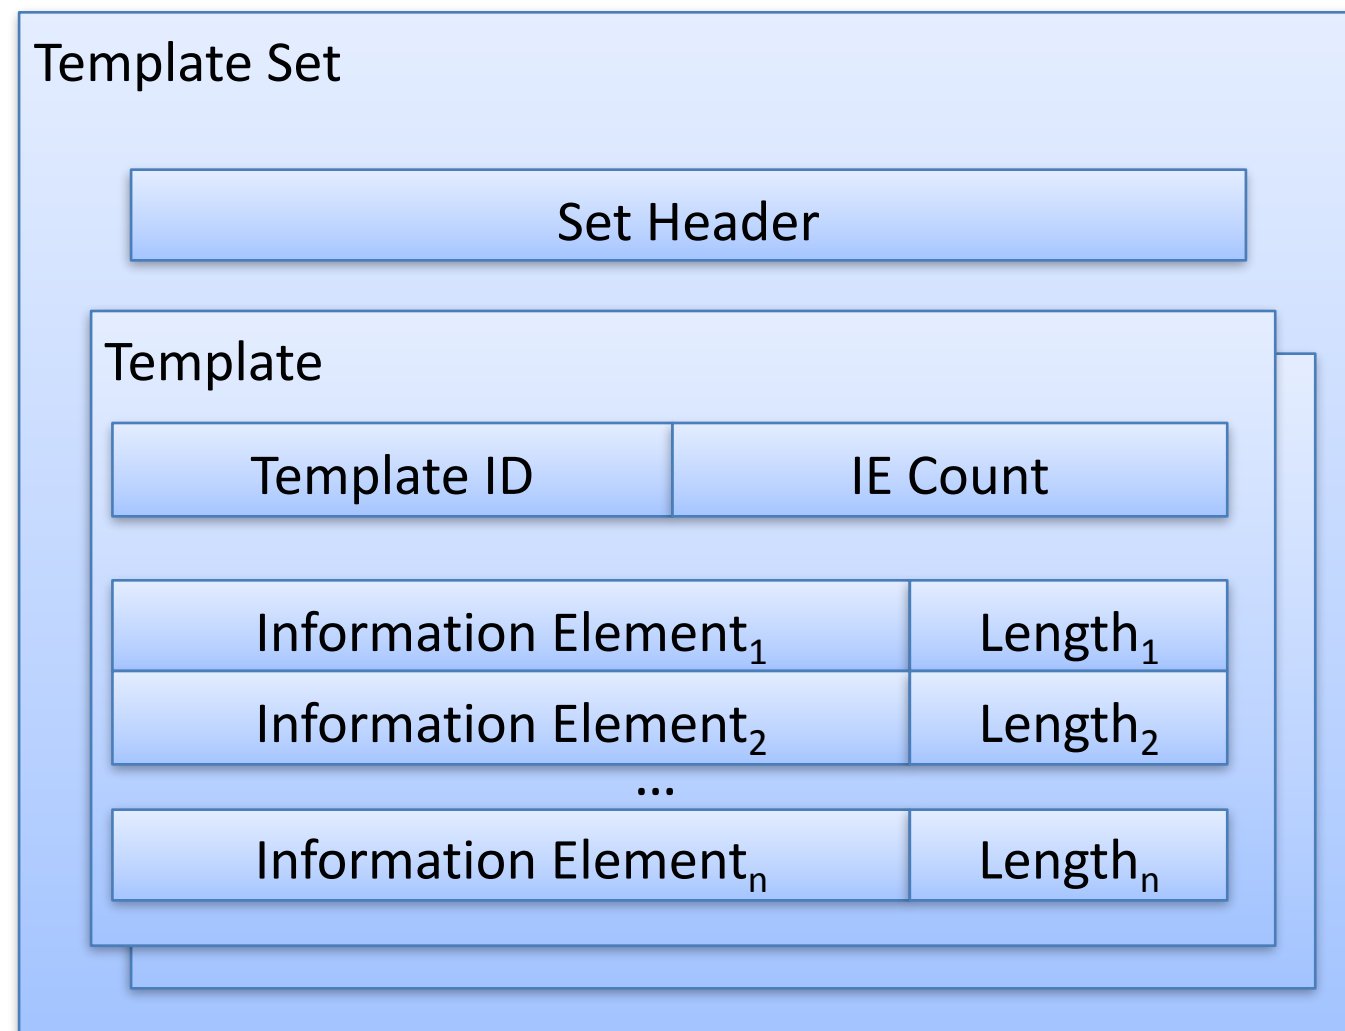 Template Set
Set Header
Template
Template ID IE Count
Information Element₁ Length₁
Information Element₂ Length₂
...
Information Elementₙ Lengthₙ